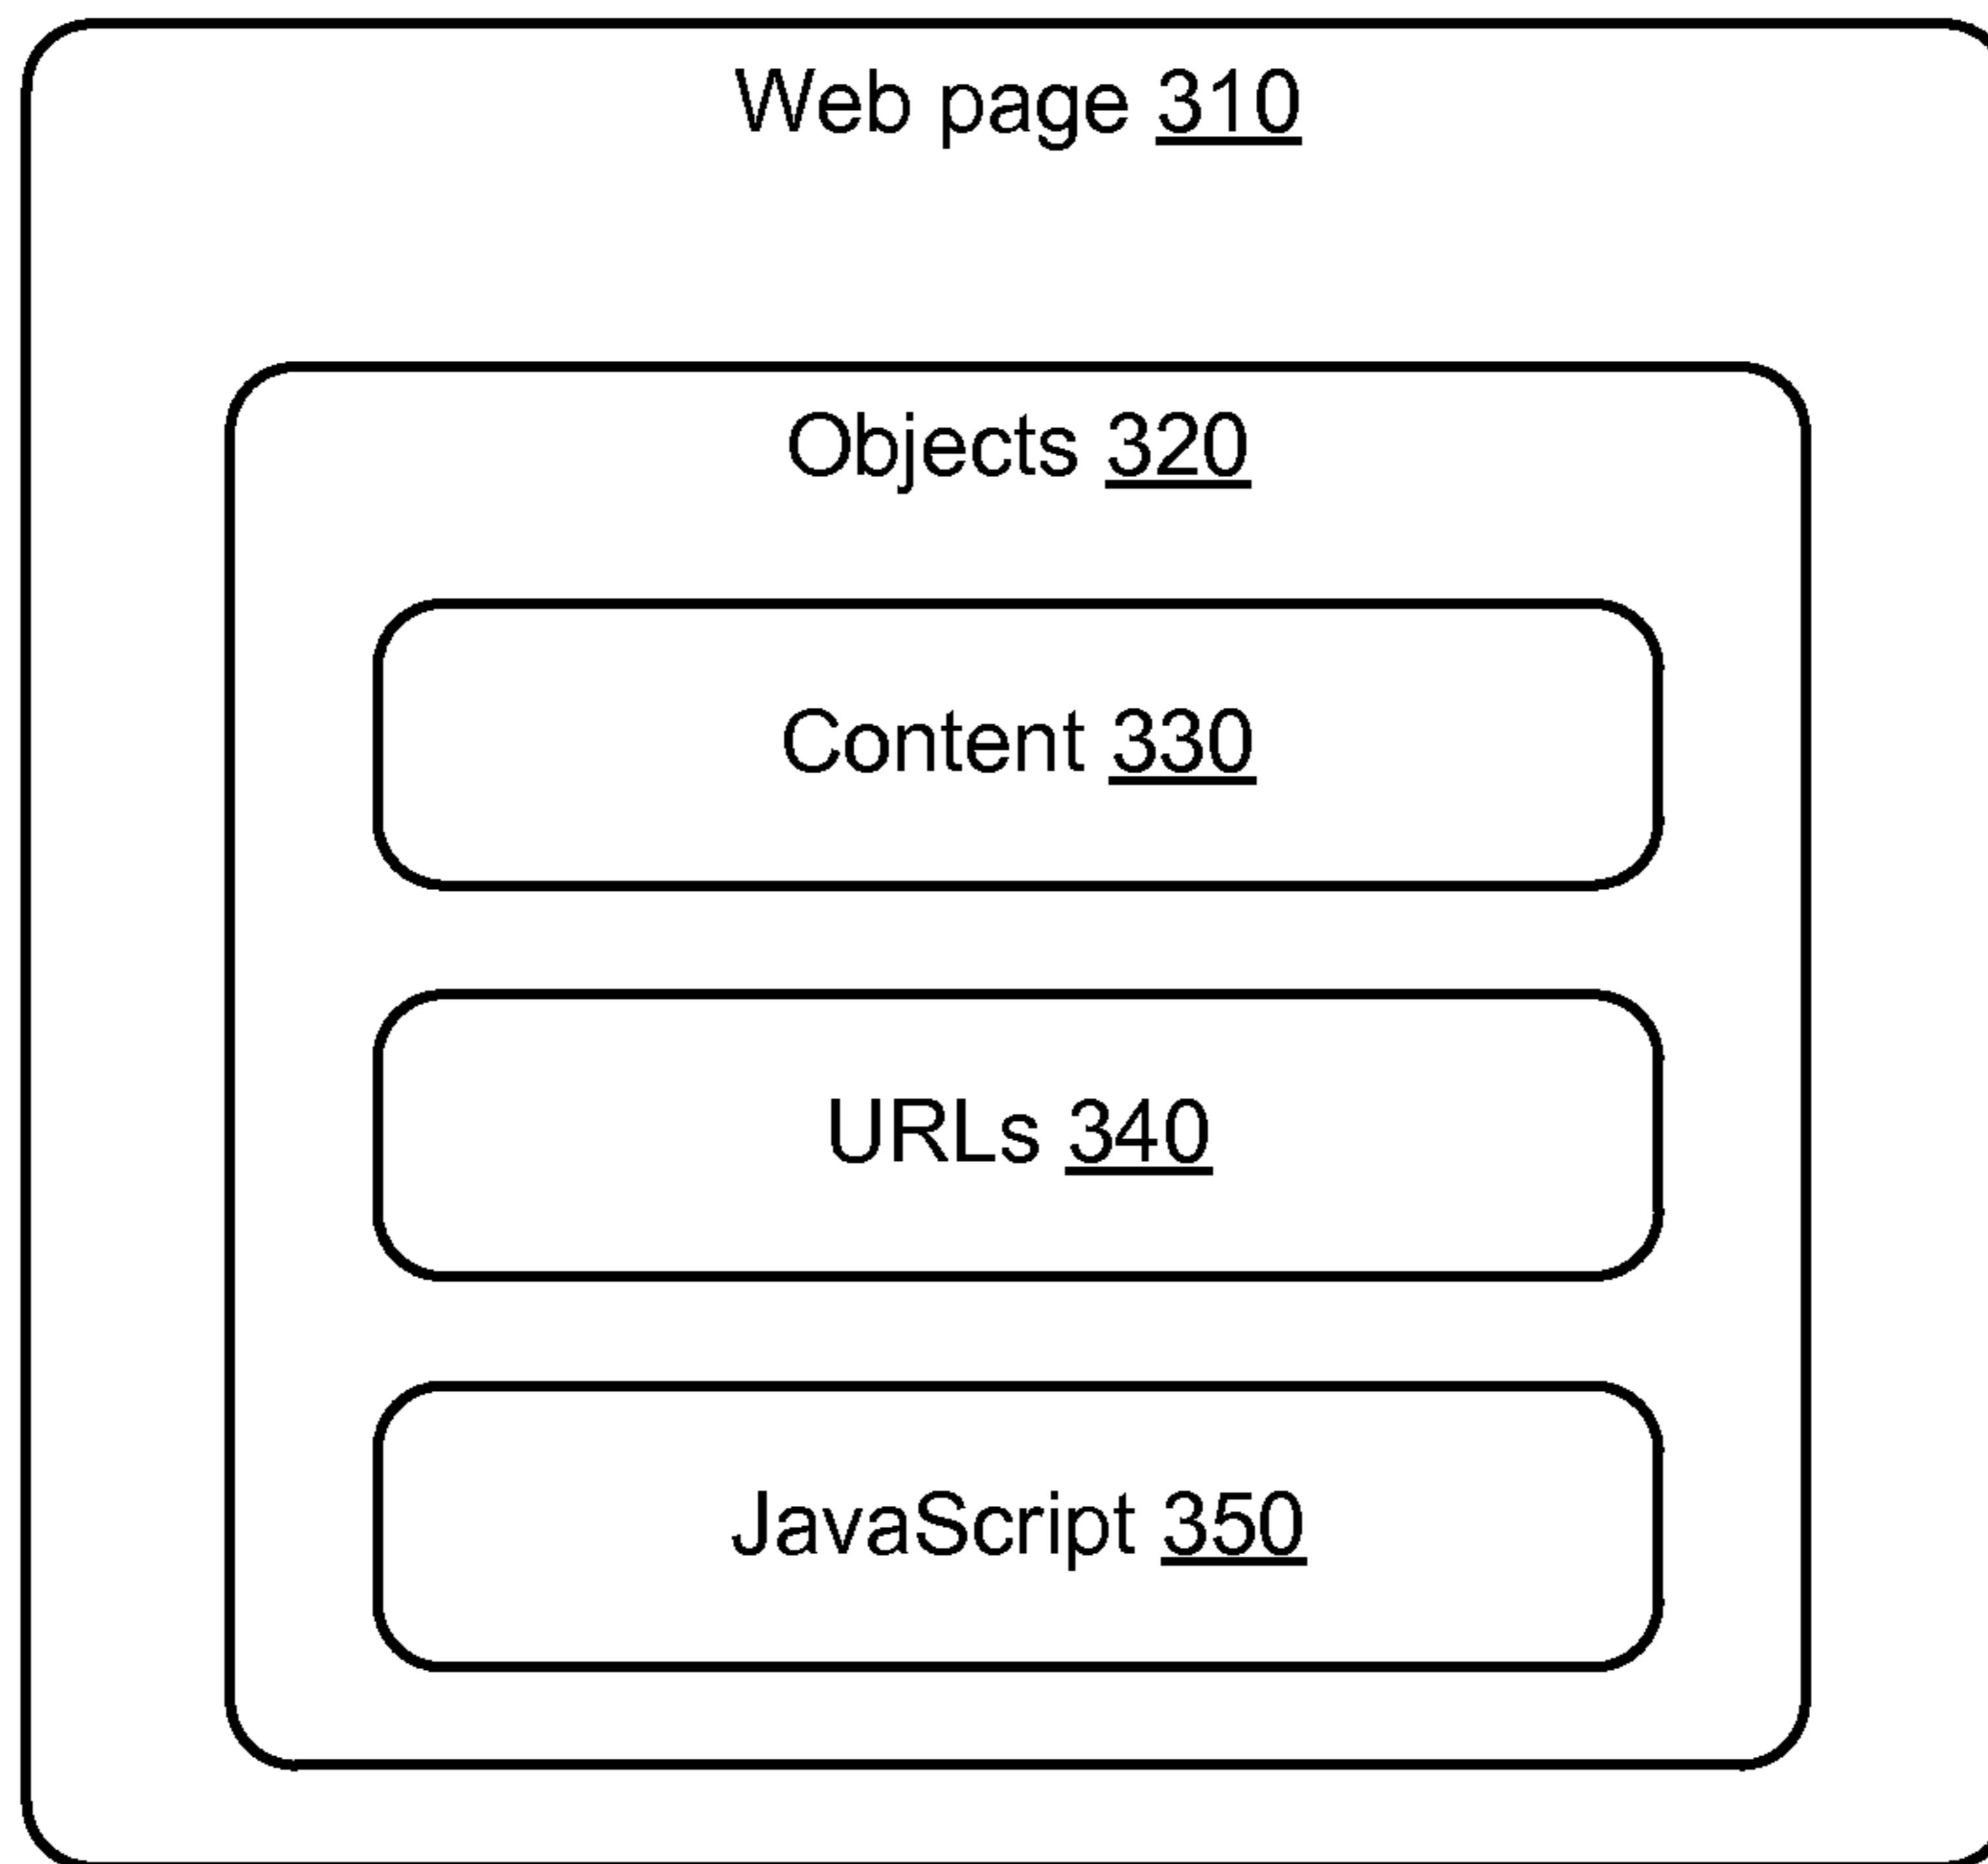 Web page 310
Objects 320
Content 330
URLs 340
JavaScript 350